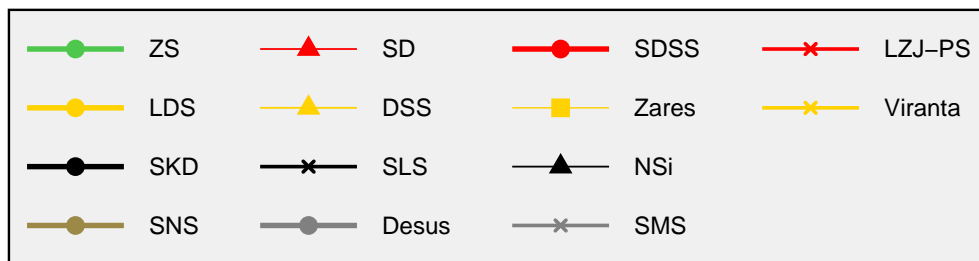 ZS SD SDSS LZJ−PS
LDS DSS Zares Viranta
SKD SLS NSi
SNS Desus SMS